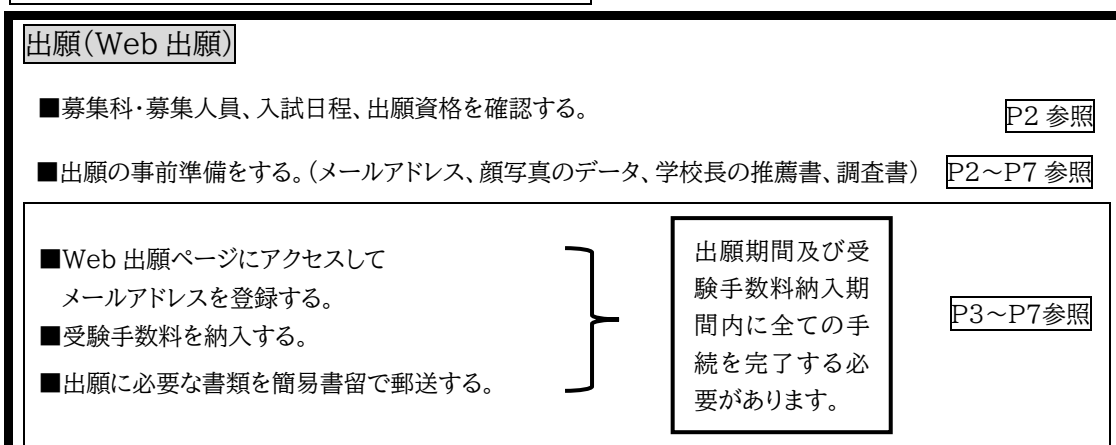 出願(Web 出願)
■募集科・募集人員、入試日程、出願資格を確認する。
P2 参照
■出願の事前準備をする。(メールアドレス、顔写真のデータ、学校長の推薦書、調査書)
P2～P7 参照
■Web 出願ページにアクセスして
メールアドレスを登録する。
■受験手数料を納入する。
■出願に必要な書類を簡易書留で郵送する。
出願期間及び受
験手数料納入期
間内に全ての手
続を完了する必
要があります。
P3～P7参照